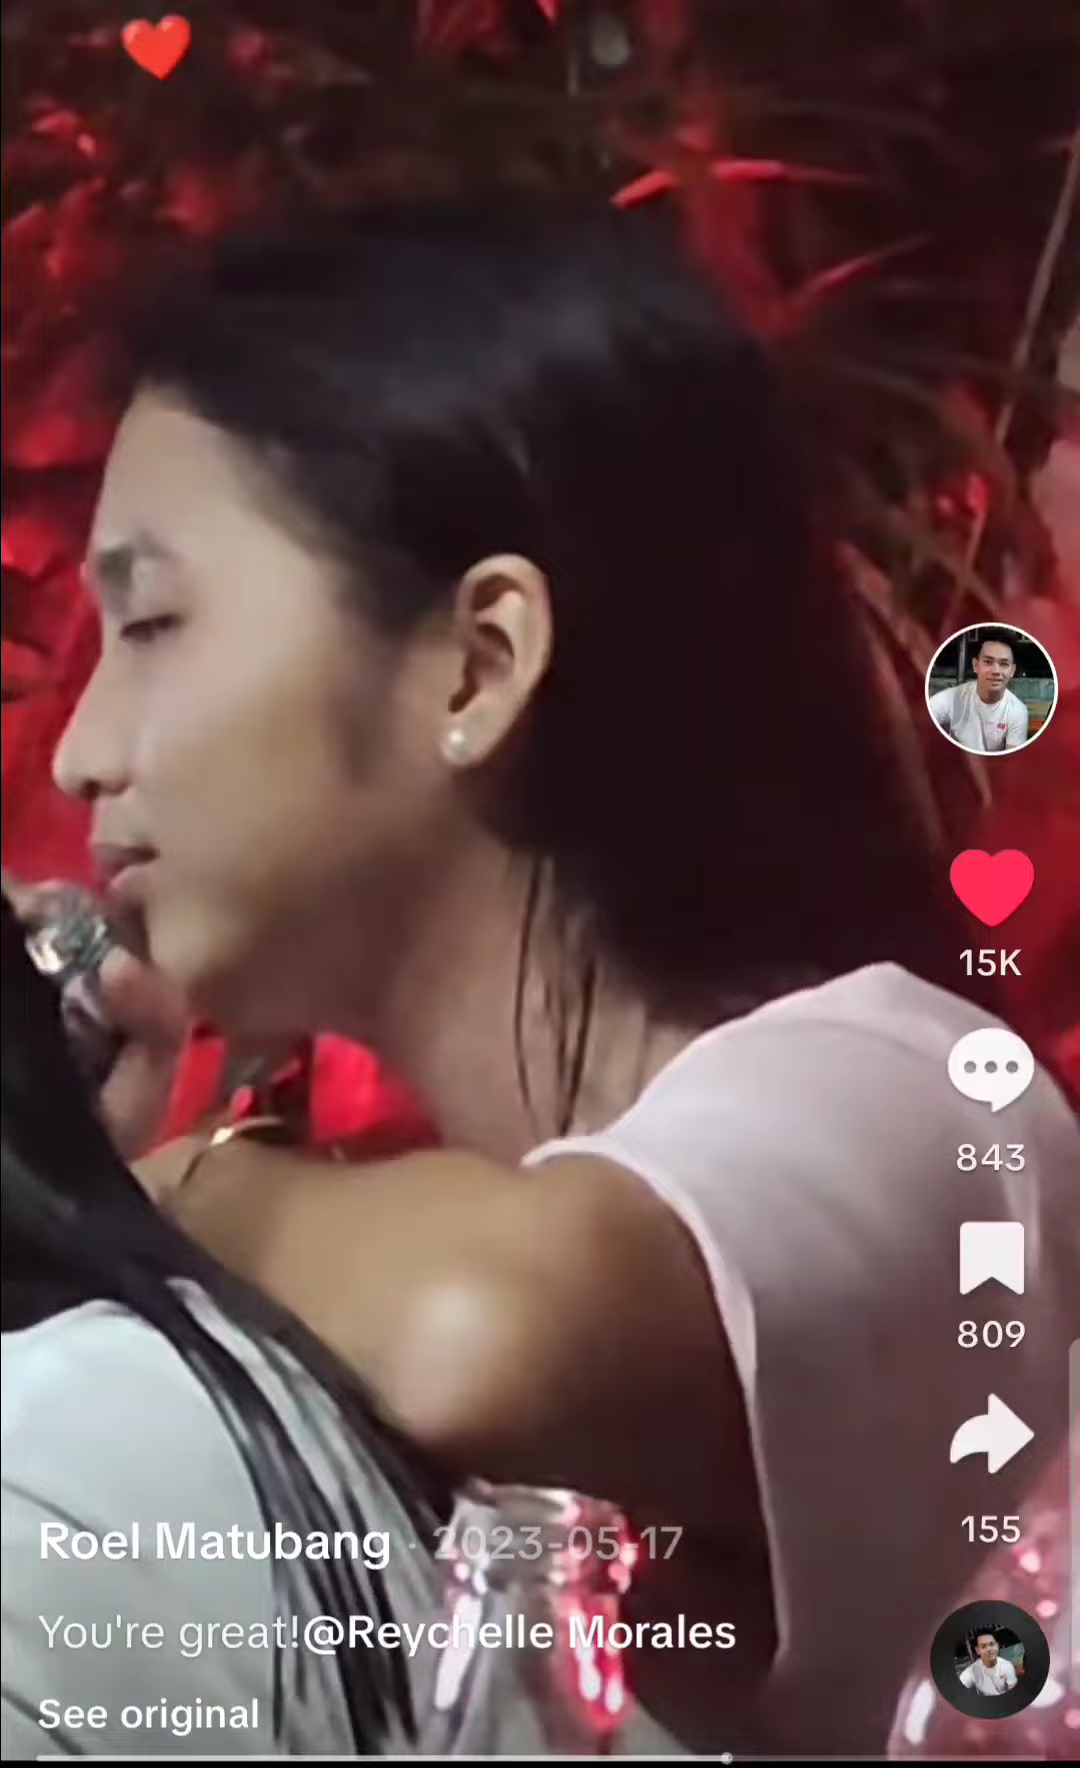 15K
843
809
155
Roel Matubang · 2023-05-17
You're great!@Reychelle Morales
See original